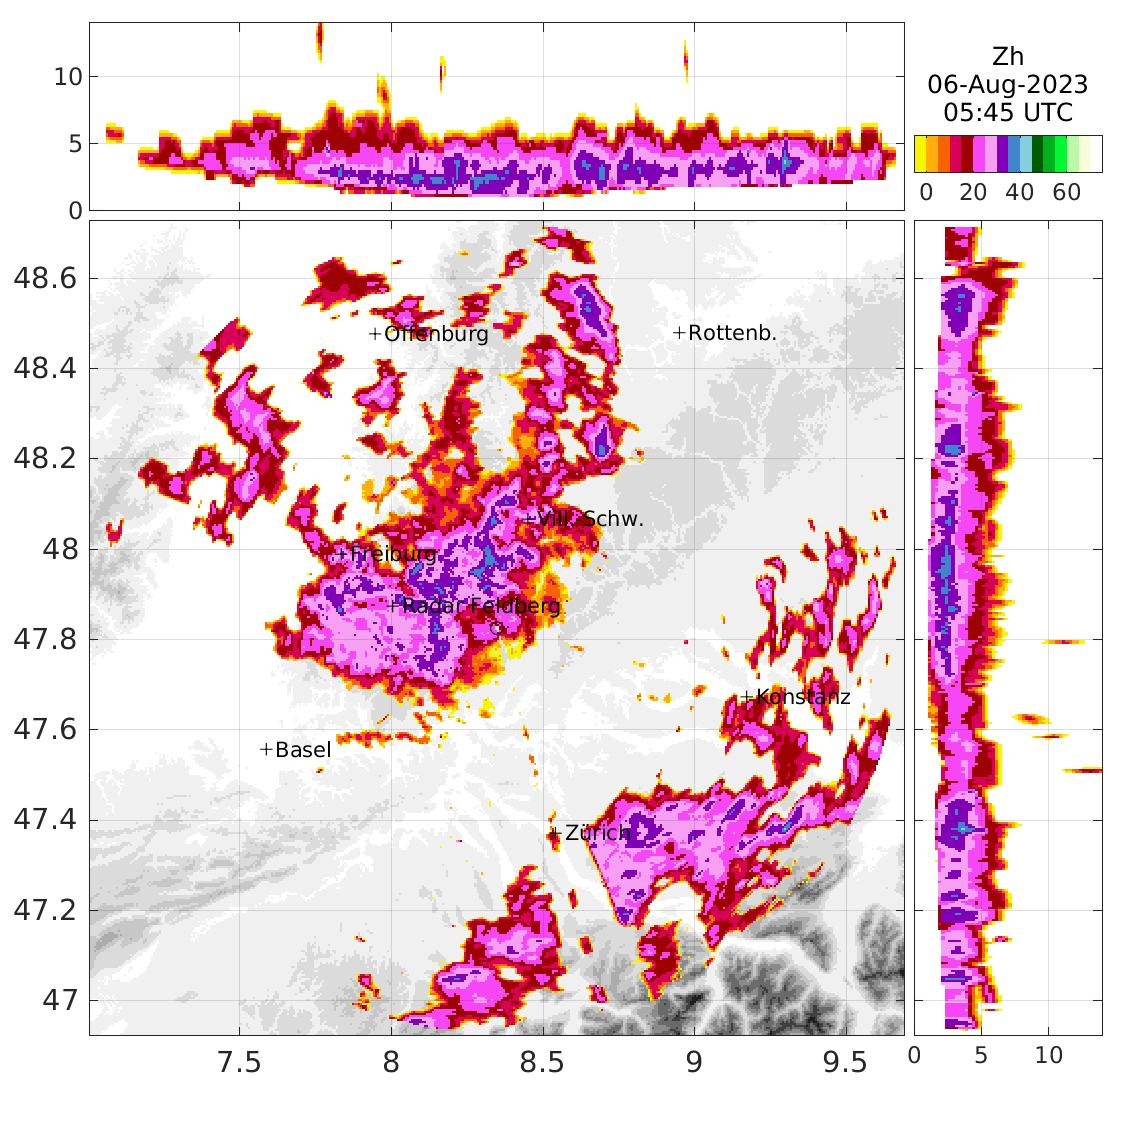 10
5
0
Zh
06-Aug-2023
05:45 UTC
0 20 40 60
48.6
48.4
48.2
48
47.8
47.6
47.4
47.2
47
+Offenburg
+Rottenb.
+Vill.-Schw.
+Freiburg
+Radar Feldberg
+Konstanz
+Basel
+Zürich
7.5 8 8.5 9 9.5
0 5 10